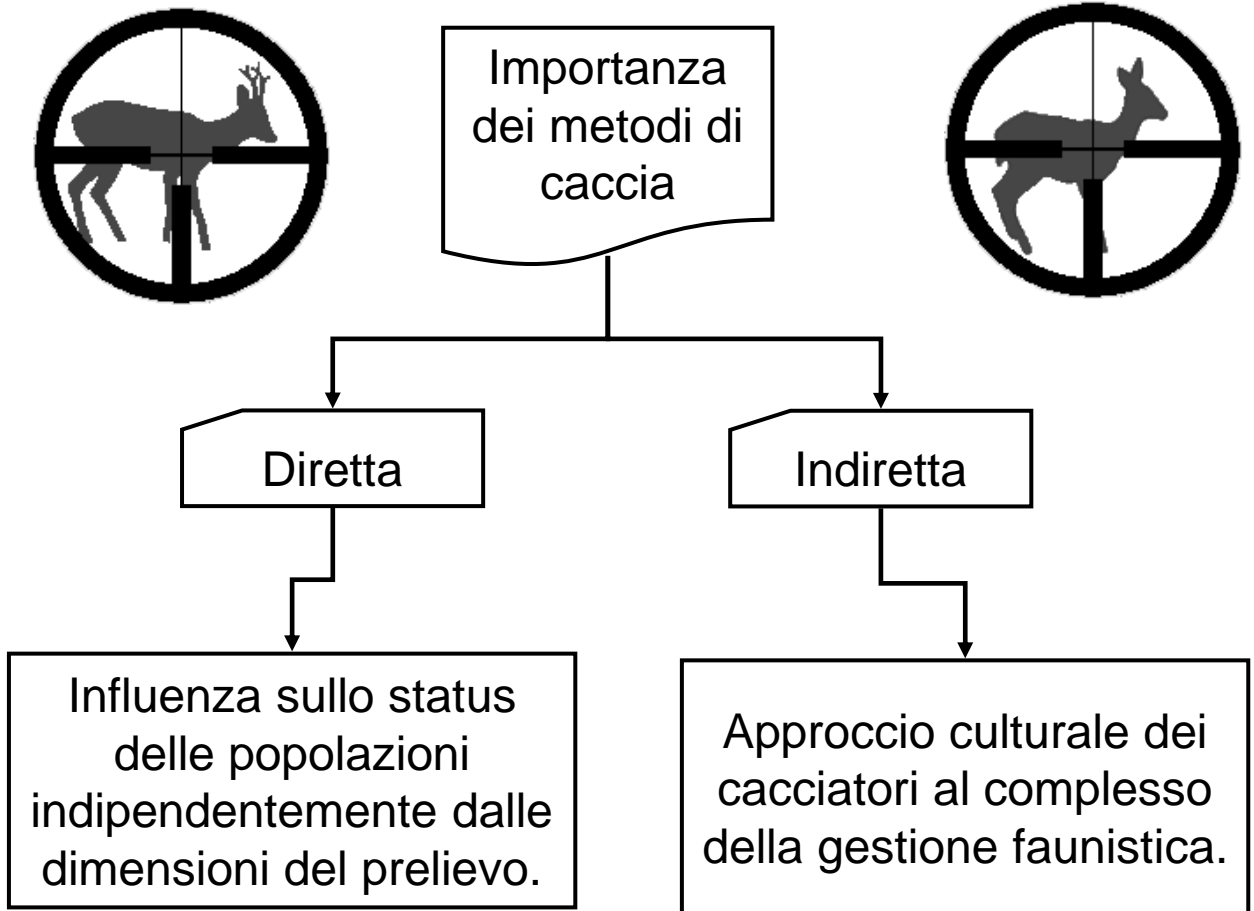 Importanza
dei metodi di
caccia
Diretta
Indiretta
Influenza sullo status
delle popolazioni
indipendentemente dalle
dimensioni del prelievo.
Approccio culturale dei
cacciatori al complesso
della gestione faunistica.